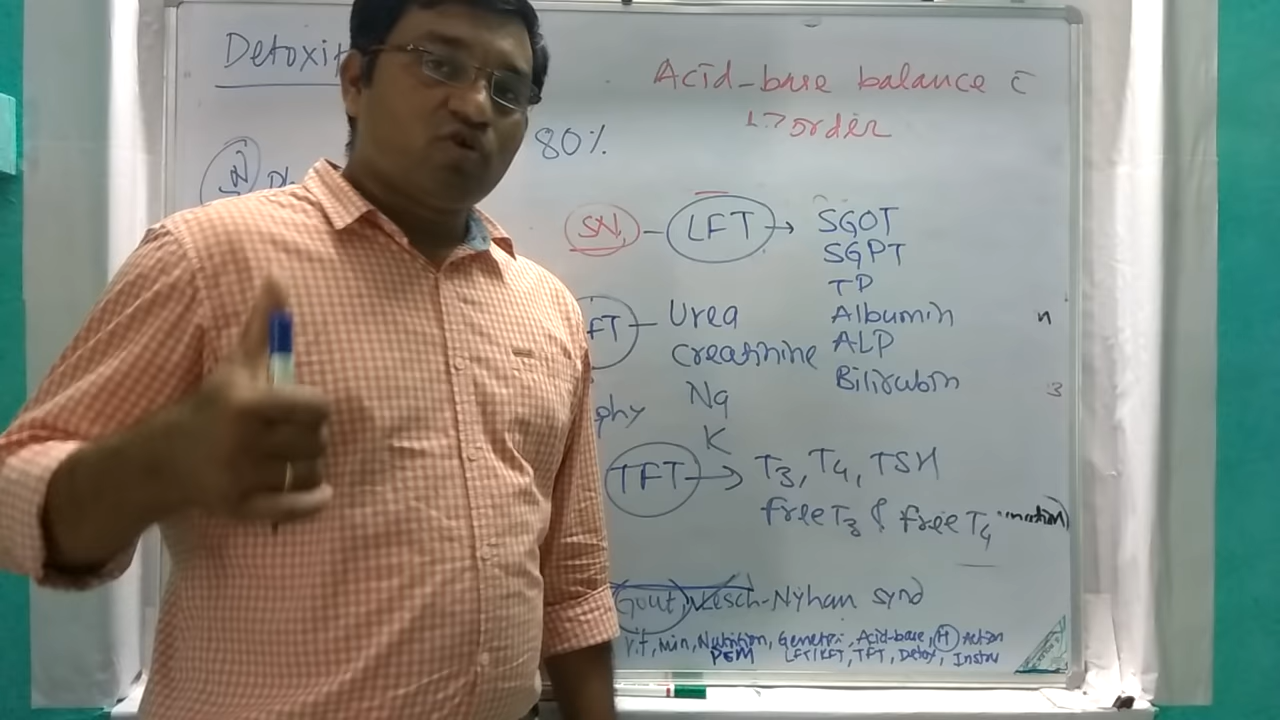 Detoxi
Acid-base balance c̄
order
80%
SN, - LFT → SGOT
SGPT
TP
Albumin
ALP
Bilirubin
FT - Urea
Creatinine
Na
K
phy
TFT → T3, T4, TSH
free T3 & free T4
Gout, Lesch-Nyhan synd
Vit, Min, Nutrition, Genetic, Acid-base, (H) Action
PEM LFT/KFT, TFT, Detox, Instru
n
3